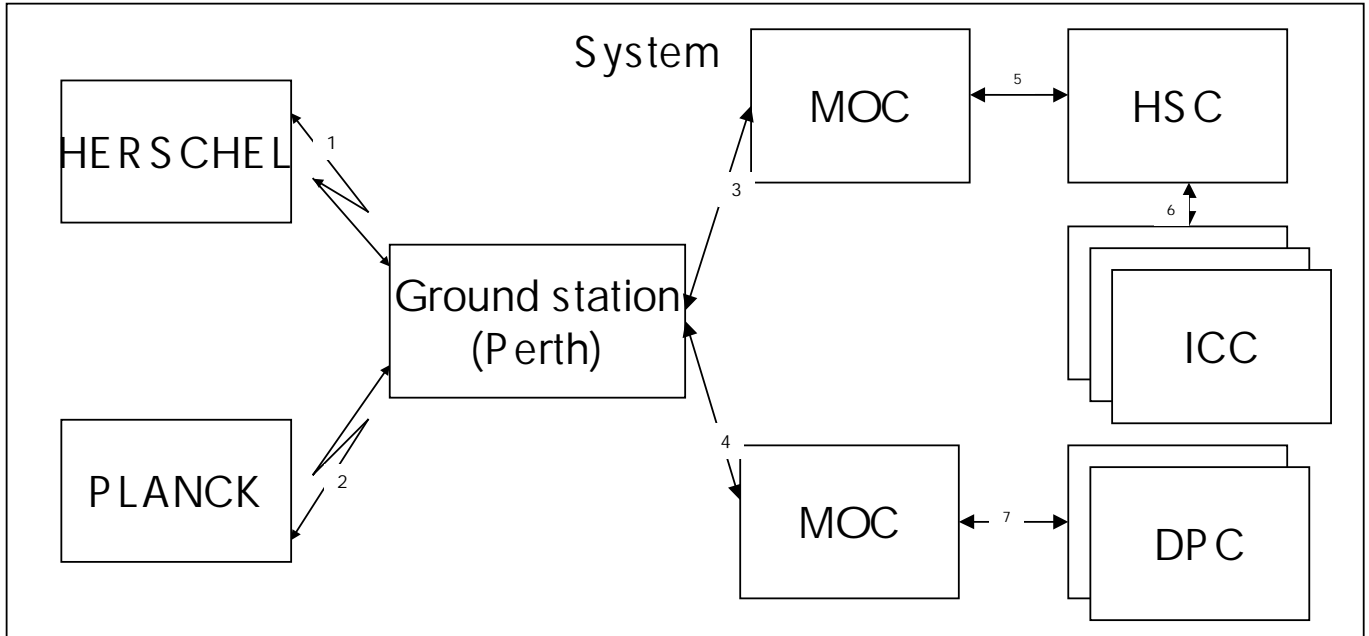 System
HERSCHEL
1
MOC
5
HSC
3
6
Ground station
(Perth)
ICC
PLANCK
2
4
MOC
7
DPC